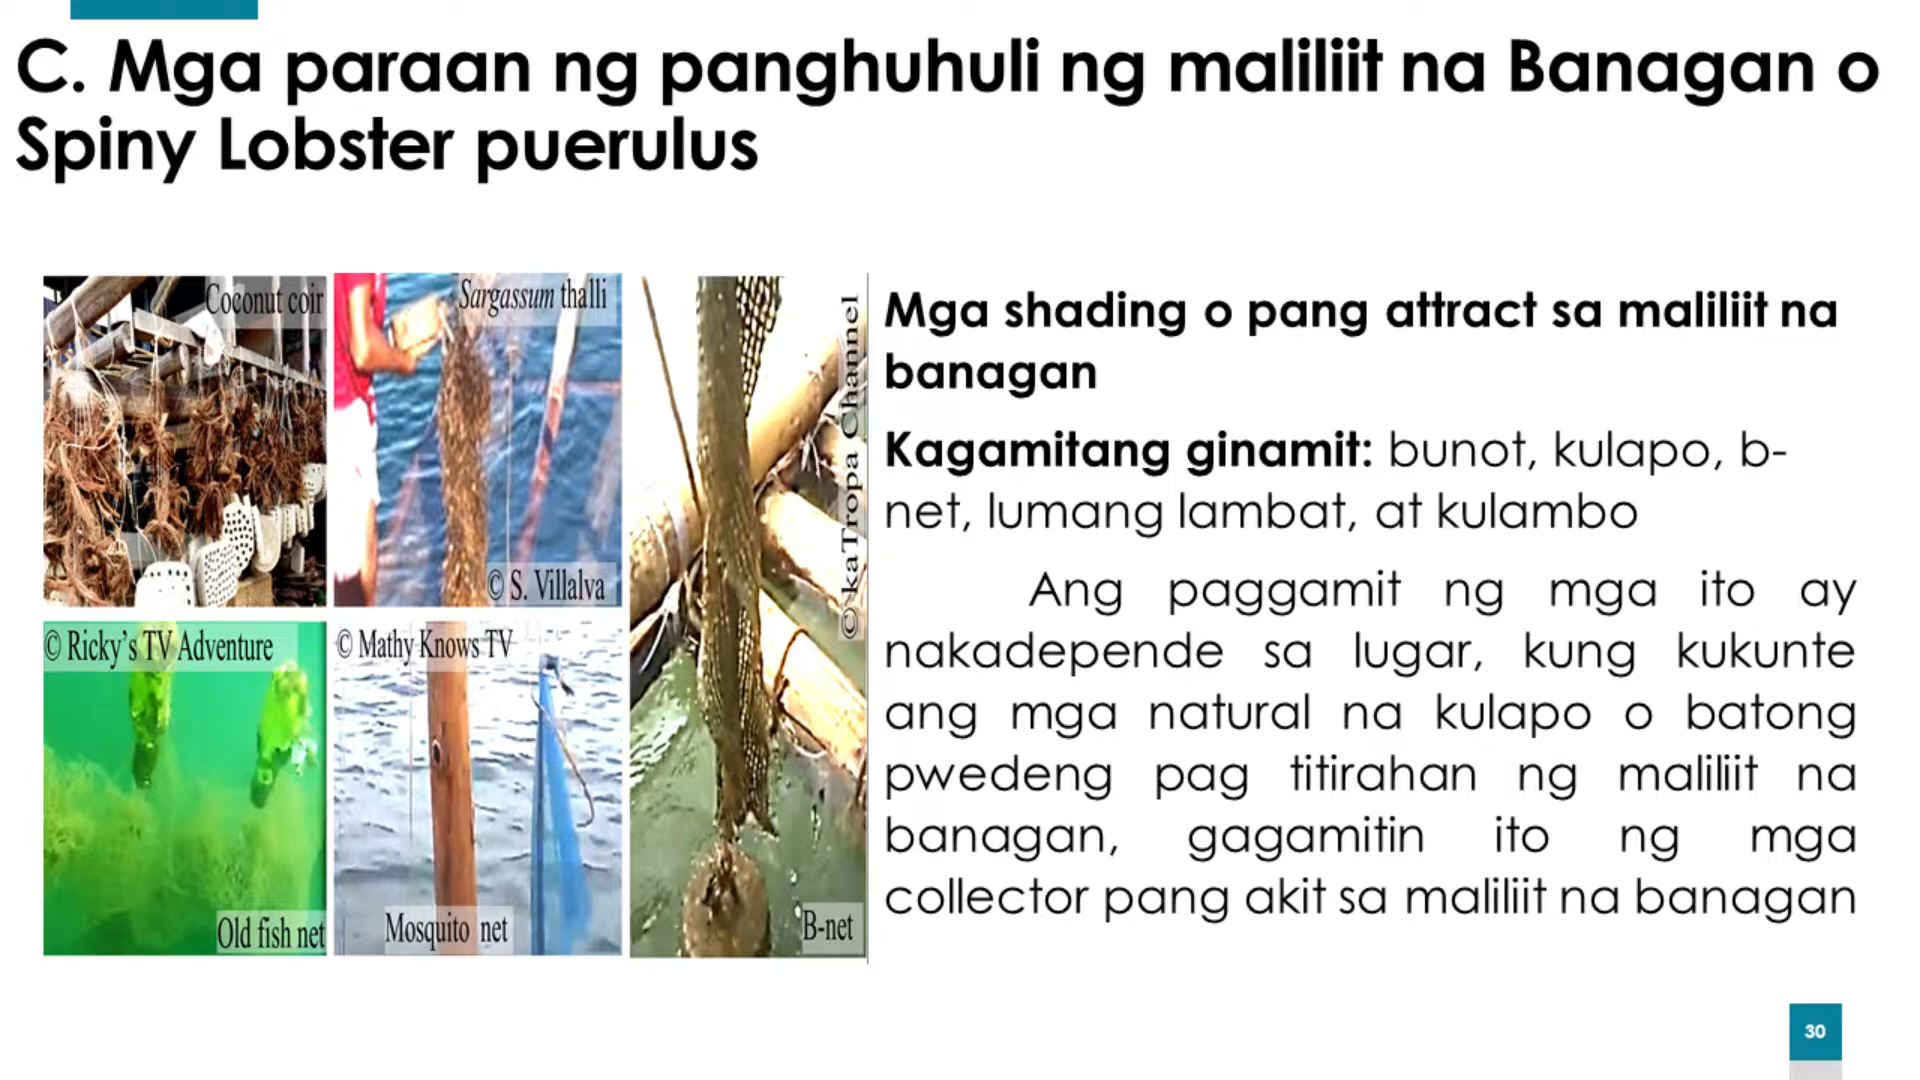 C. Mga paraan ng panghuhuli ng maliliit na Banagan o
Spiny Lobster puerulus
Coconut coir
Sargassum thalli
© S. Villalva
© kaTropa Channel
© Ricky's TV Adventure
Old fish net
© Mathy Knows TV
Mosquito net
B-net
Mga shading o pang attract sa maliliit na
banagan
Kagamitang ginamit: bunot, kulapo, b-
net, lumang lambat, at kulambo
Ang paggamit ng mga ito ay
nakadepende sa lugar, kung kukunte
ang mga natural na kulapo o batong
pwedeng pag titirahan ng maliliit na
banagan, gagamitin ito ng mga
collector pang akit sa maliliit na banagan
30